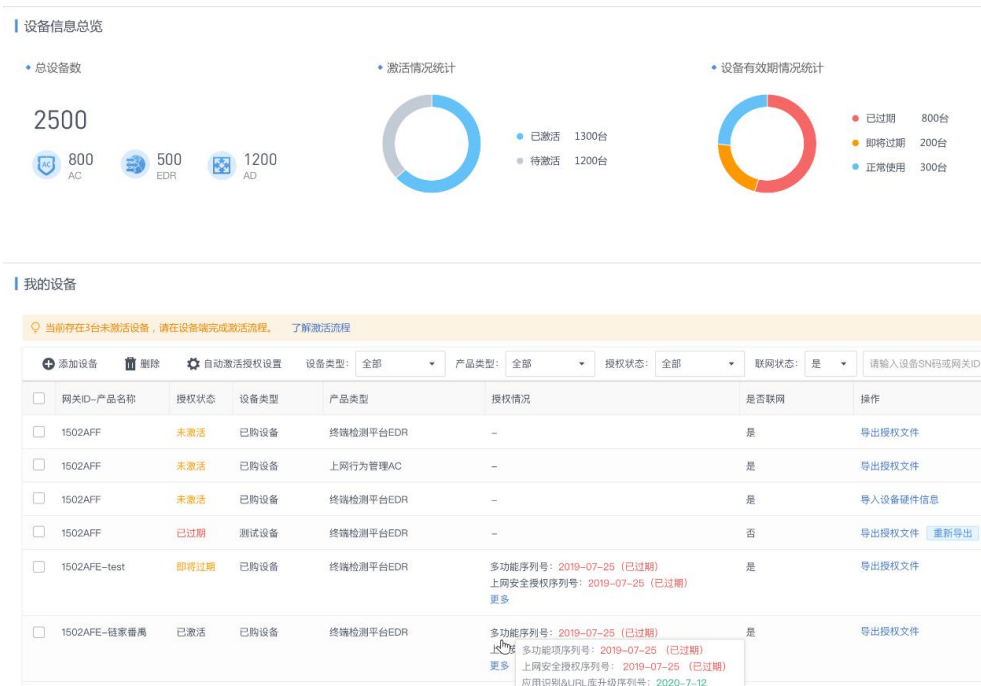 设备信息总览
总设备数
激活情况统计
设备有效期情况统计
2500
800
AC
AC
500
EDR
1200
AD
已激活 1300台
待激活 1200台
已过期 800台
即将过期 200台
正常使用 300台
我的设备
当前存在3台未激活设备，请在设备端完成激活流程。 了解激活流程
添加设备 删除 自动激活授权设置 设备类型: 全部 产品类型: 全部 授权状态: 全部 联网状态: 是 请输入设备SN码或网关ID
网关ID-产品名称 授权状态 设备类型 产品类型 授权情况 是否联网 操作
1502AFF 未激活 已购设备 终端检测平台EDR – 是 导出授权文件
1502AFF 未激活 已购设备 上网行为管理AC – 是 导出授权文件
1502AFF 未激活 已购设备 终端检测平台EDR – 是 导入设备硬件信息
1502AFF 已过期 测试设备 终端检测平台EDR – 否 导出授权文件 重新导出
1502AFE-test 即将过期 已购设备 终端检测平台EDR 多功能序列号: 2019-07-25（已过期） 是 导出授权文件
上网安全授权序列号: 2019-07-25（已过期）
更多
1502AFE-链家番禺 已激活 已购设备 终端检测平台EDR 多功能序列号: 2019-07-25（已过期） 是 导出授权文件
更多
多功能项序列号: 2019-07-25 （已过期）
上网安全授权序列号: 2019-07-25 （已过期）
应用识别&URL库升级序列号: 2020-7-12